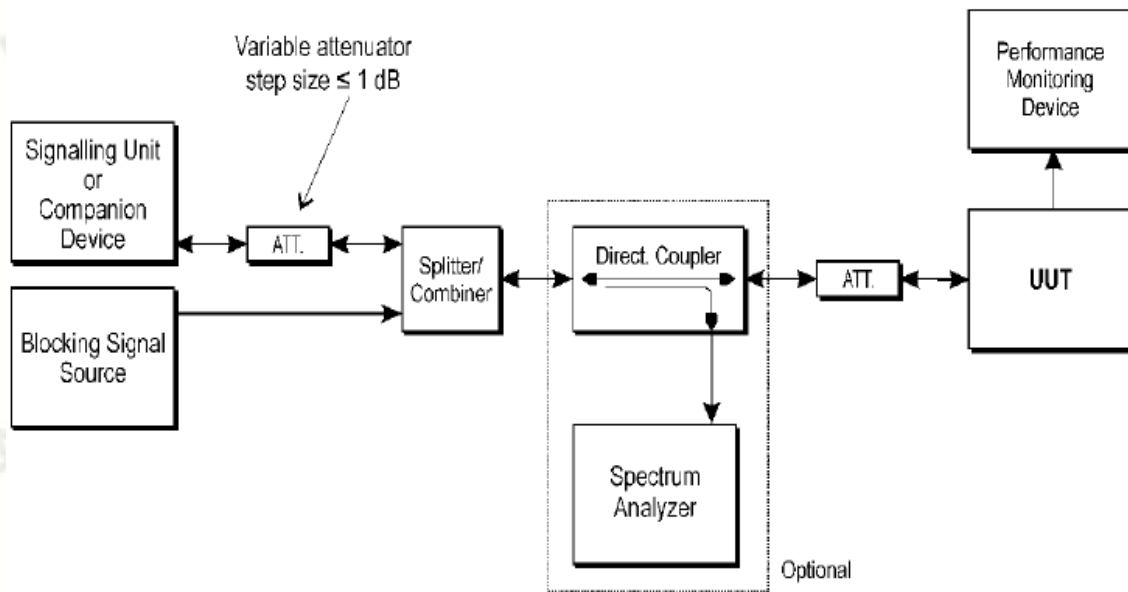 Variable attenuator
step size ≤ 1 dB
Performance
Monitoring
Device
Signalling Unit
or
Companion
Device
ATT.
Splitter/
Combiner
Direct. Coupler
ATT.
UUT
Blocking Signal
Source
Spectrum
Analyzer
Optional